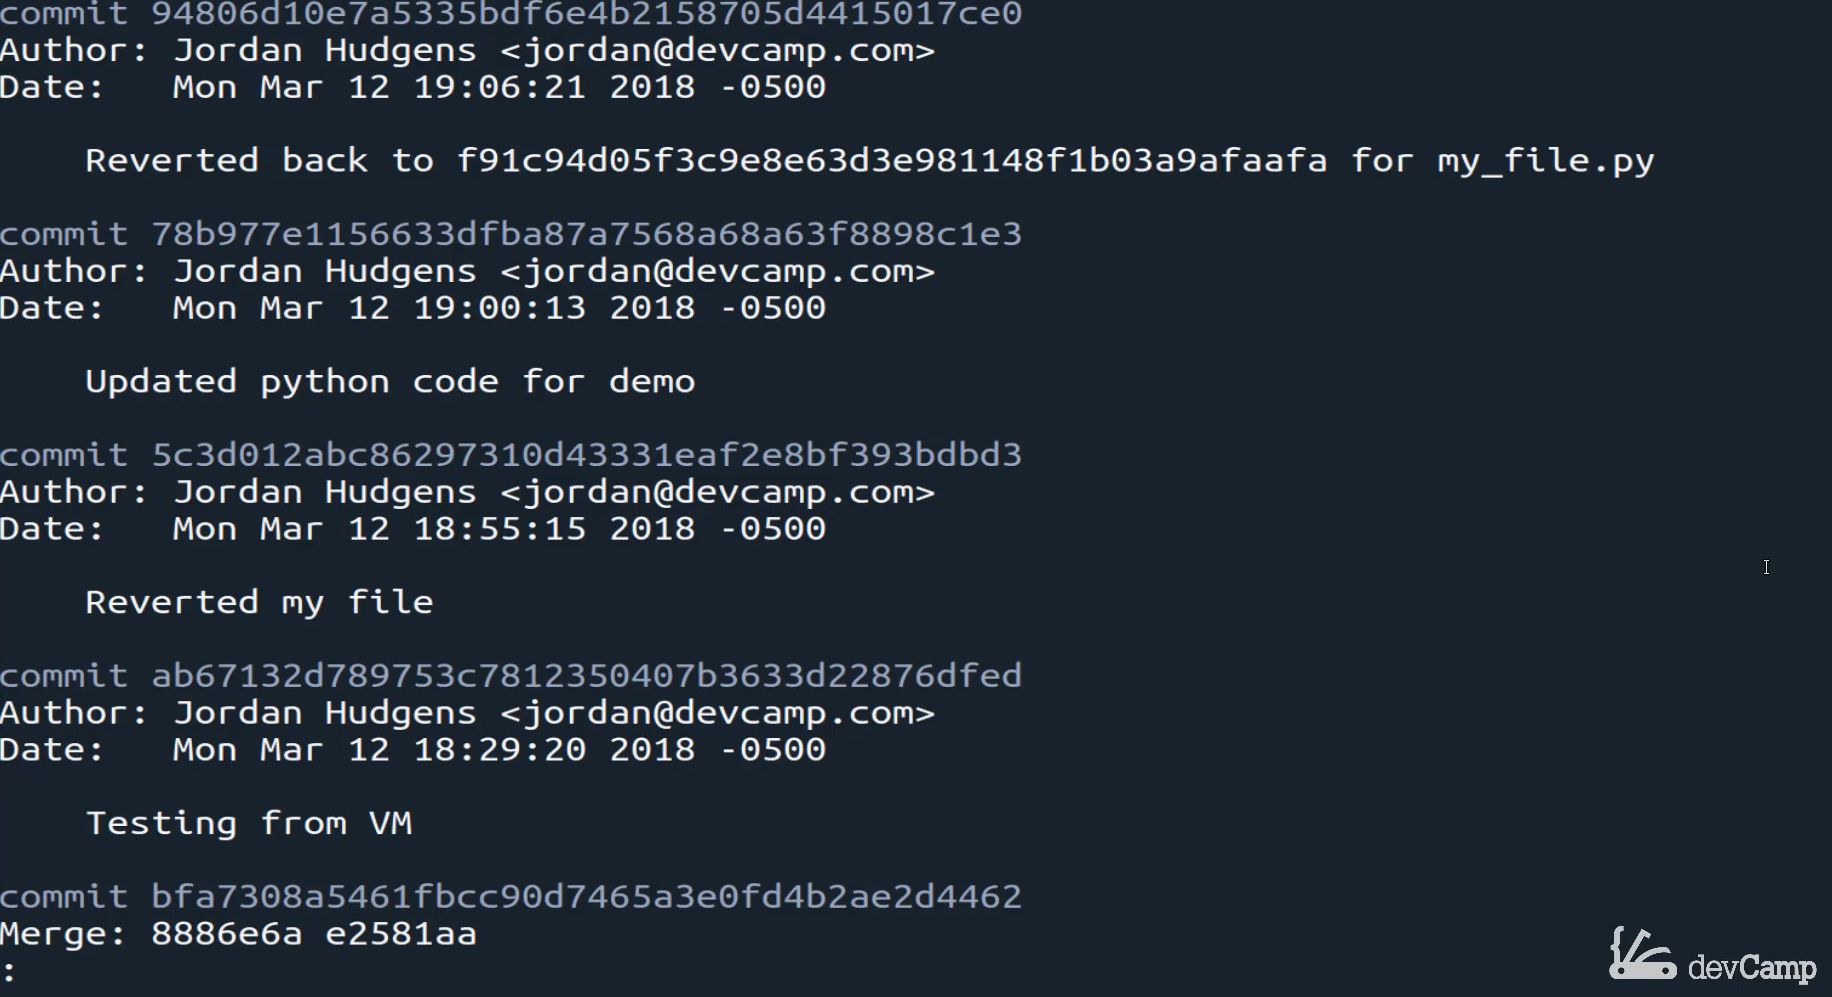 commit 94806d10e7a5335bdf6e4b2158705d4415017ce0
Author: Jordan Hudgens <jordan@devcamp.com>
Date:   Mon Mar 12 19:06:21 2018 -0500
Reverted back to f91c94d05f3c9e8e63d3e981148f1b03a9afaafa for my_file.py
commit 78b977e1156633dfba87a7568a68a63f8898c1e3
Author: Jordan Hudgens <jordan@devcamp.com>
Date:   Mon Mar 12 19:00:13 2018 -0500
Updated python code for demo
commit 5c3d012abc86297310d43331eaf2e8bf393bdbd3
Author: Jordan Hudgens <jordan@devcamp.com>
Date:   Mon Mar 12 18:55:15 2018 -0500
Reverted my file
commit ab67132d789753c7812350407b3633d22876dfed
Author: Jordan Hudgens <jordan@devcamp.com>
Date:   Mon Mar 12 18:29:20 2018 -0500
Testing from VM
commit bfa7308a5461fbcc90d7465a3e0fd4b2ae2d4462
Merge: 8886e6a e2581aa
:
devCamp